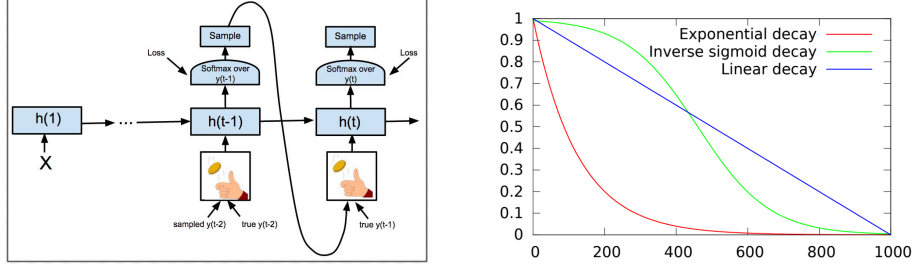 Sample
Sample
Loss
Loss
Softmax over
y(t-1)
Softmax over
y(t)
h(1)
...
h(t-1)
h(t)
X
sampled y(t-2)
true y(t-2)
true y(t-1)
Exponential decay
Inverse sigmoid decay
Linear decay
1
0.9
0.8
0.7
0.6
0.5
0.4
0.3
0.2
0.1
0
0
200
400
600
800
1000